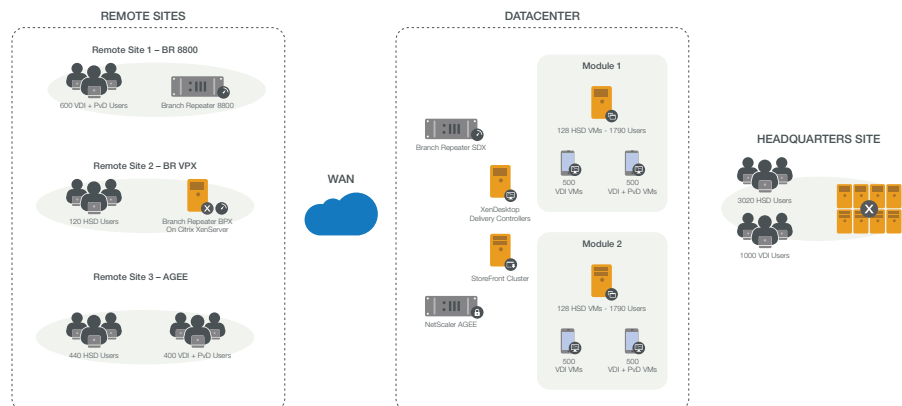 REMOTE SITES
Remote Site 1 – BR 8800
600 VDI + PvD Users
Branch Repeater 8800
Remote Site 2 – BR VPX
120 HSD Users
Branch Repeater BPX
On Citrix XenServer
Remote Site 3 – AGEE
440 HSD Users
400 VDI + PvD Users
WAN
DATACENTER
Branch Repeater SDX
XenDesktop
Delivery Controllers
StoreFront Cluster
NetScaler AGEE
Module 1
128 HSD VMs - 1790 Users
500
VDI VMs
500
VDI + PvD VMs
Module 2
128 HSD VMs - 1790 Users
500
VDI VMs
500
VDI + PvD VMs
HEADQUARTERS SITE
3020 HSD Users
1000 VDI Users